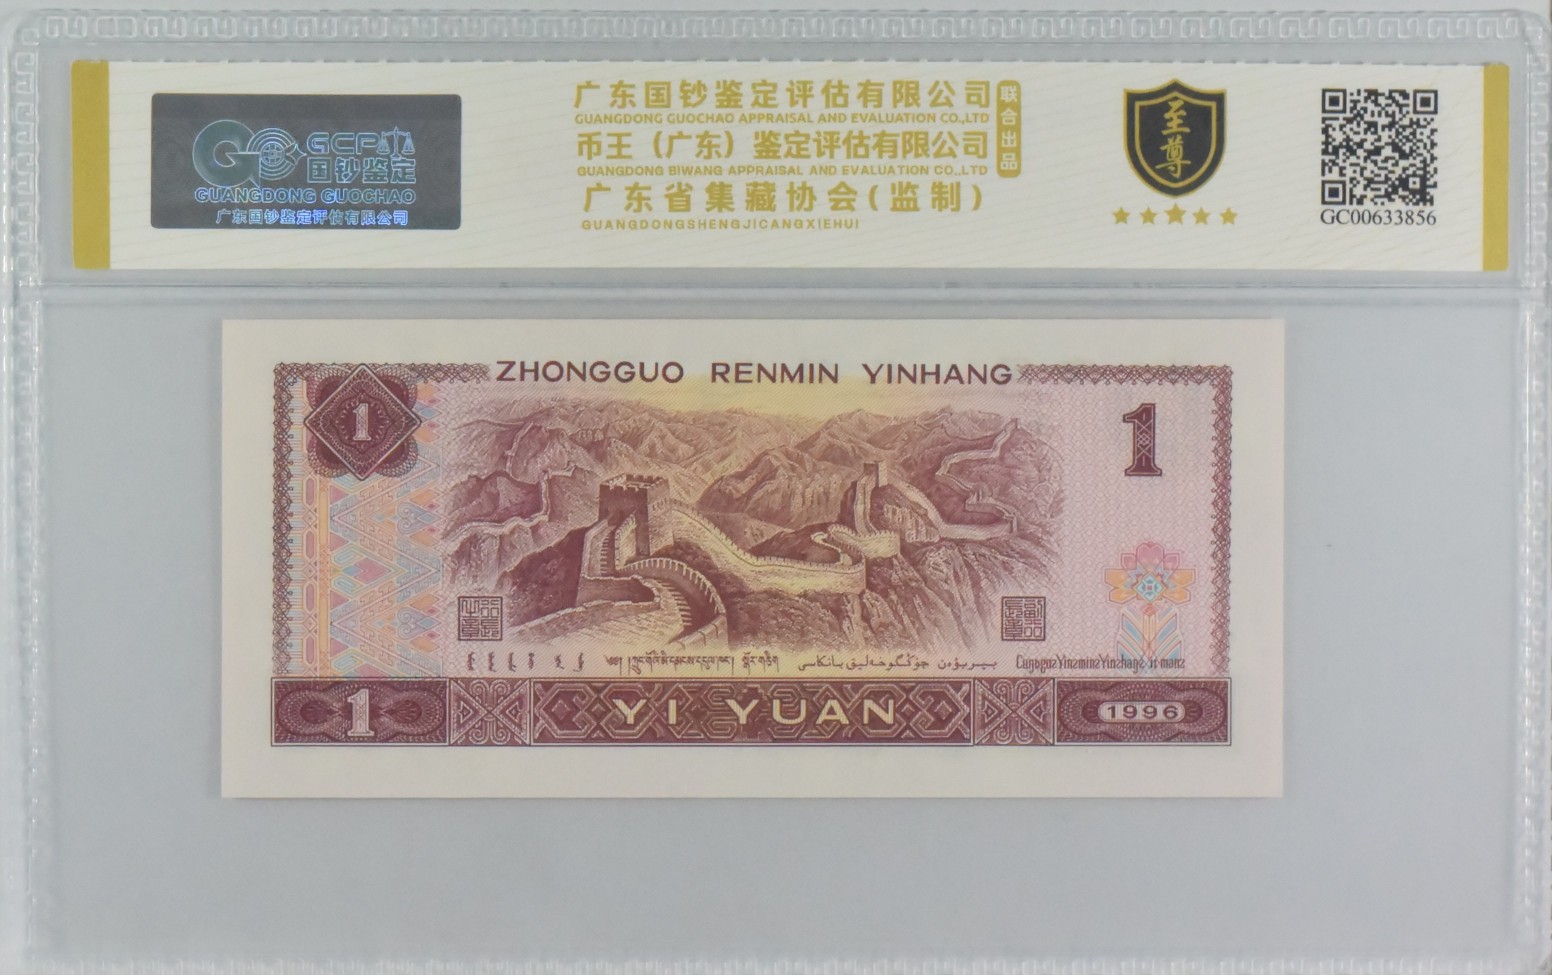 GCP
国钞鉴定
GUANGDONG GUOCHAO
广东国钞鉴定评估有限公司
广东国钞鉴定评估有限公司
GUANGDONG GUOCHAO APPRAISAL AND EVALUATION CO.,LTD
币王（广东）鉴定评估有限公司
GUANGDONG BIWANG APPRAISAL AND EVALUATION CO.,LTD
广东省集藏协会(监制)
GUANGDONGSHENGJICANGXIEHUI
联合出品
至尊
GC00633856
ZHONGGUO RENMIN YINHANG
1
1
1
YI YUAN
1996